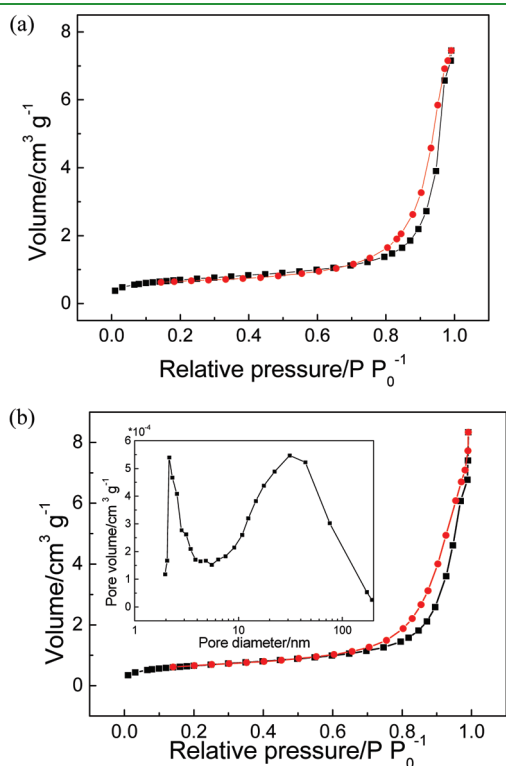 (a)
8
6
4
2
0
Volume/cm³ g⁻¹
0.0 0.2 0.4 0.6 0.8 1.0
Relative pressure/P P₀⁻¹
(b)
8
6
4
2
0
Volume/cm³ g⁻¹
*10⁻⁴
6
5
4
3
2
1
0
Pore volume/cm³ g⁻¹
1 10 100
Pore diameter/nm
0.0 0.2 0.4 0.6 0.8 1.0
Relative pressure/P P₀⁻¹